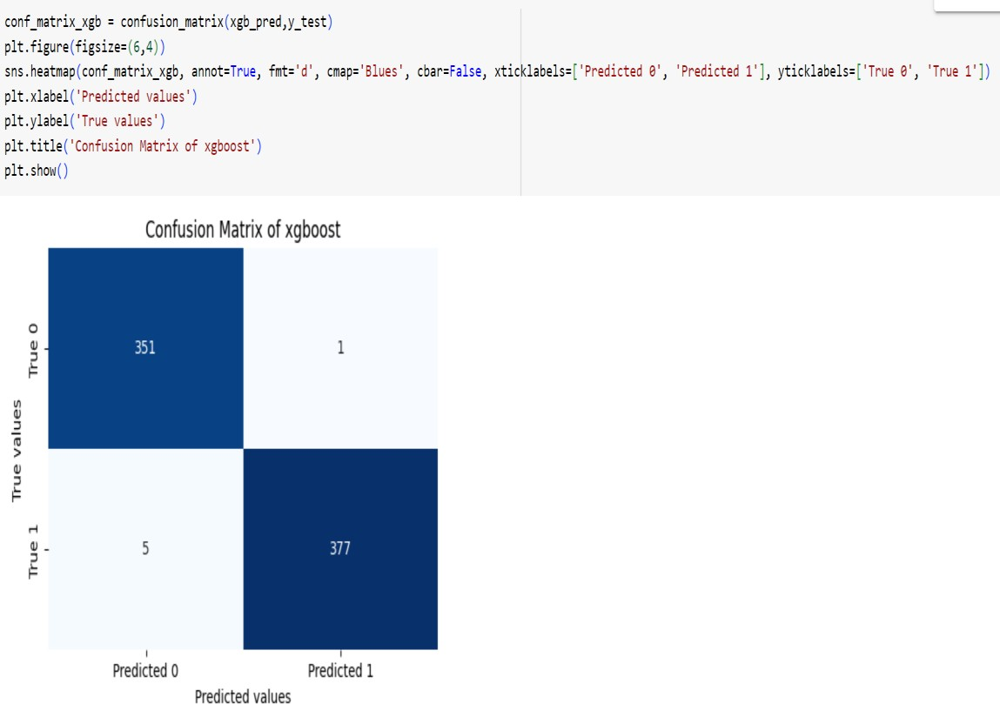 conf_matrix_xgb = confusion_matrix(xgb_pred,y_test)
plt.figure(figsize=(6,4))
sns.heatmap(conf_matrix_xgb, annot=True, fmt='d', cmap='Blues', cbar=False, xticklabels=['Predicted 0', 'Predicted 1'], yticklabels=['True 0', 'True 1'])
plt.xlabel('Predicted values')
plt.ylabel('True values')
plt.title('Confusion Matrix of xgboost')
plt.show()
Confusion Matrix of xgboost
True 0
351
1
True values
True 1
5
377
Predicted 0
Predicted 1
Predicted values